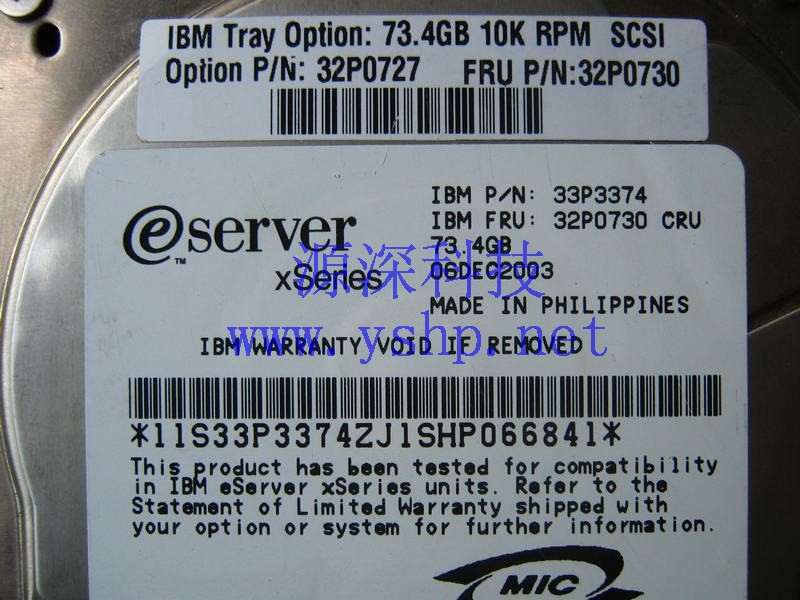 IBM Tray Option: 73.4GB 10K RPM SCSI
Option P/N: 32P0727 FRU P/N:32P0730
eserver
TM
xSeries
IBM P/N: 33P3374
IBM FRU: 32P0730 CRU
73.4GB
06DEC2003
MADE IN PHILIPPINES
源深科技
www.yshp.net
IBM WARRANTY VOID IF REMOVED
*11S33P3374ZJ1SHP066841*
This product has been tested for compatibility
in IBM eServer xSeries units. Refer to the
Statement of Limited Warranty shipped with
your option or system for further information.
MIC